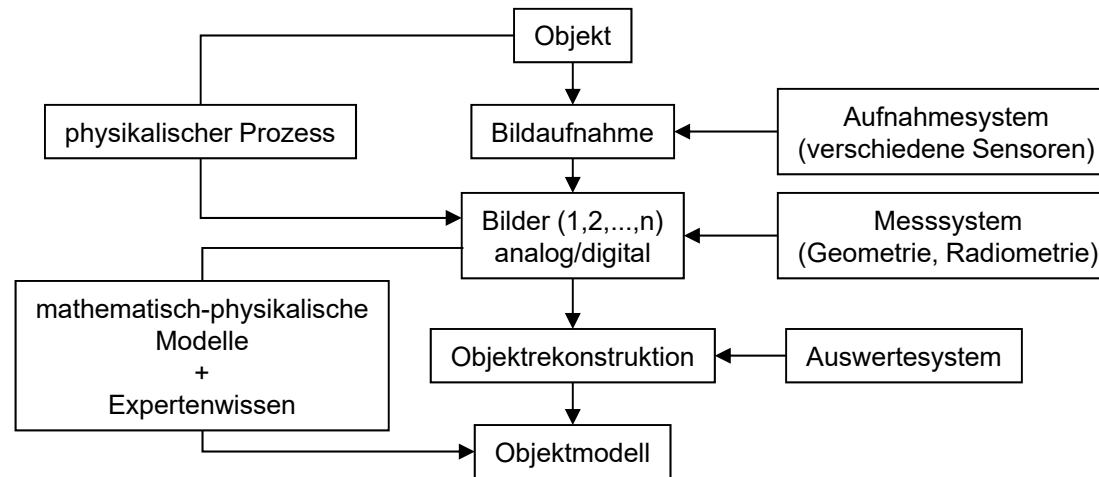 Objekt
physikalischer Prozess
Bildaufnahme
Aufnahmesystem
(verschiedene Sensoren)
Bilder (1,2,...,n)
analog/digital
Messsystem
(Geometrie, Radiometrie)
mathematisch-physikalische
Modelle
+
Expertenwissen
Objektrekonstruktion
Auswertesystem
Objektmodell